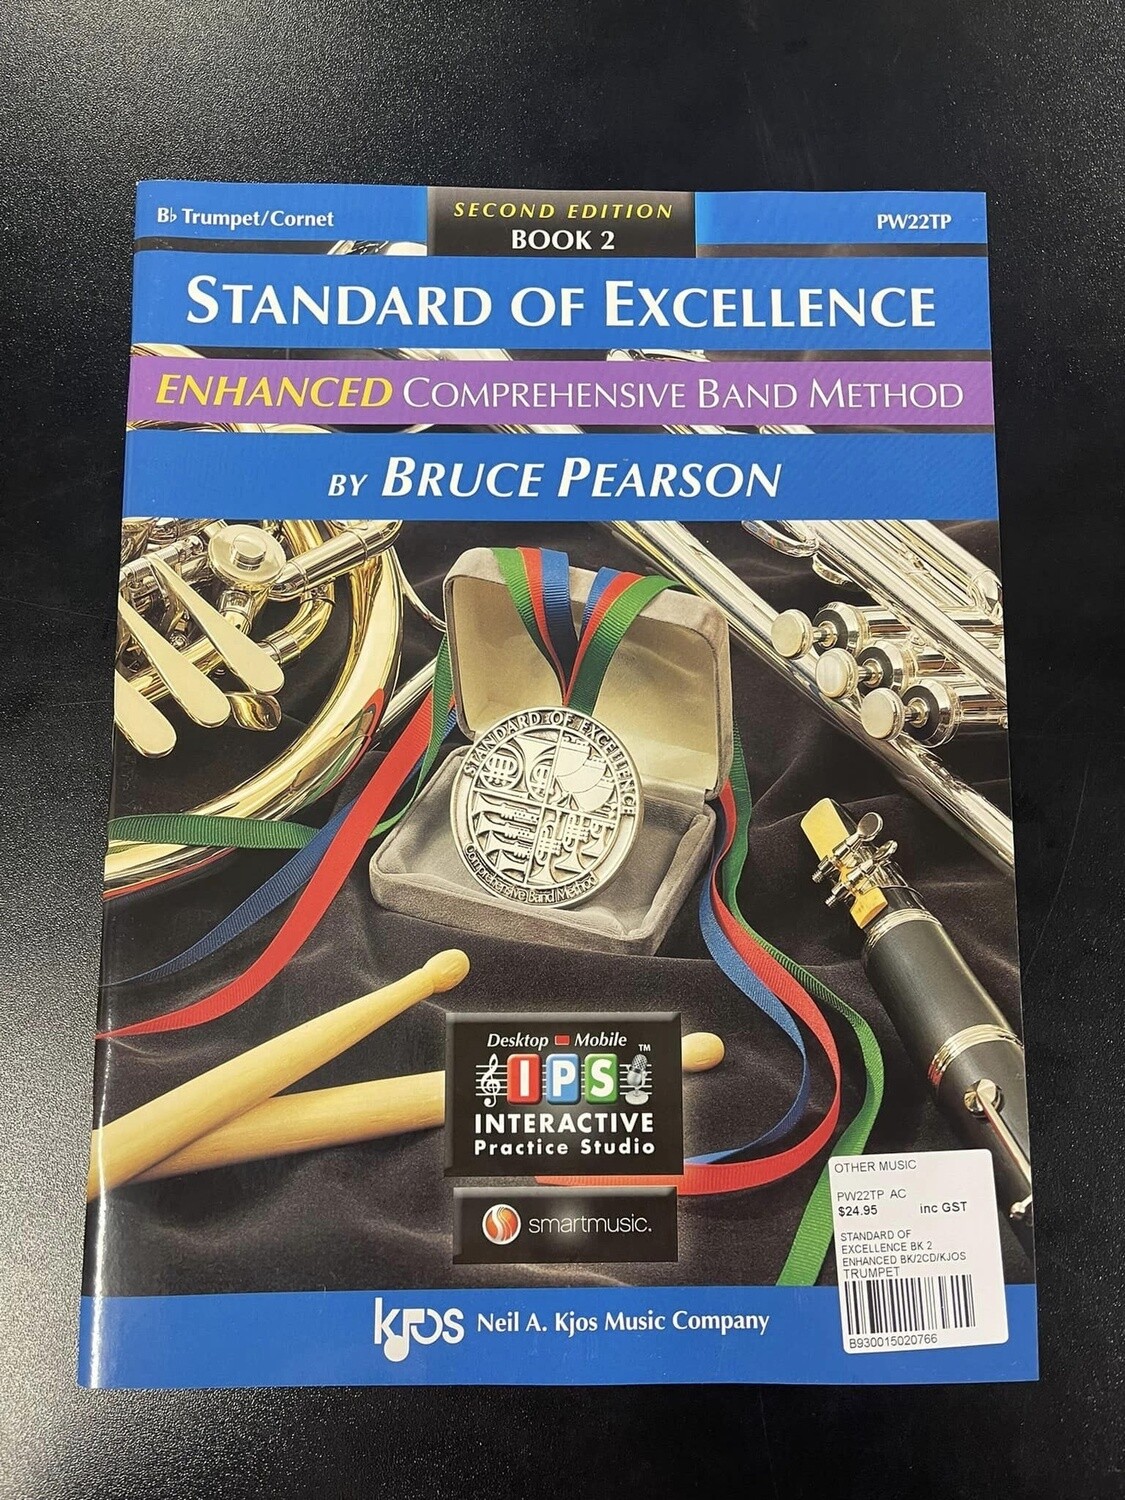 B♭ Trumpet/Cornet
SECOND EDITION
BOOK 2
PW22TP
STANDARD OF EXCELLENCE
ENHANCED COMPREHENSIVE BAND METHOD
BY BRUCE PEARSON
STANDARD OF EXCELLENCE
Comprehensive Band Method
Desktop Mobile
IPS™
INTERACTIVE
Practice Studio
smartmusic.
kjos Neil A. Kjos Music Company
OTHER MUSIC
PW22TP AC
$24.95 inc GST
STANDARD OF
EXCELLENCE BK 2
ENHANCED BK/2CD/KJOS
TRUMPET
B930015020766